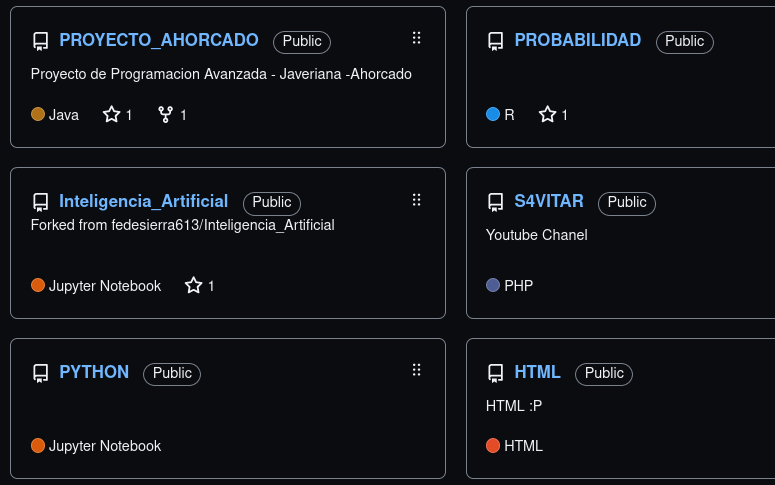 PROYECTO_AHORCADO Public
Proyecto de Programacion Avanzada - Javeriana -Ahorcado
Java 1 1
PROBABILIDAD Public
R 1
Inteligencia_Artificial Public
Forked from fedesierra613/Inteligencia_Artificial
Jupyter Notebook 1
S4VITAR Public
Youtube Chanel
PHP
PYTHON Public
Jupyter Notebook
HTML Public
HTML :P
HTML